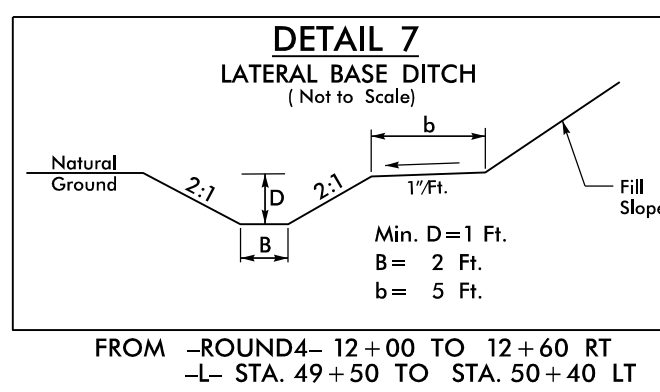 DETAIL 7
LATERAL BASE DITCH
( Not to Scale)
b
Natural
Ground
2:1
D
2:1
1"/Ft.
Fill
Slope
B
Min. D=1 Ft.
B= 2 Ft.
b= 5 Ft.
FROM -ROUND4- 12+00 TO 12+60 RT
-L- STA. 49+50 TO STA. 50+40 LT